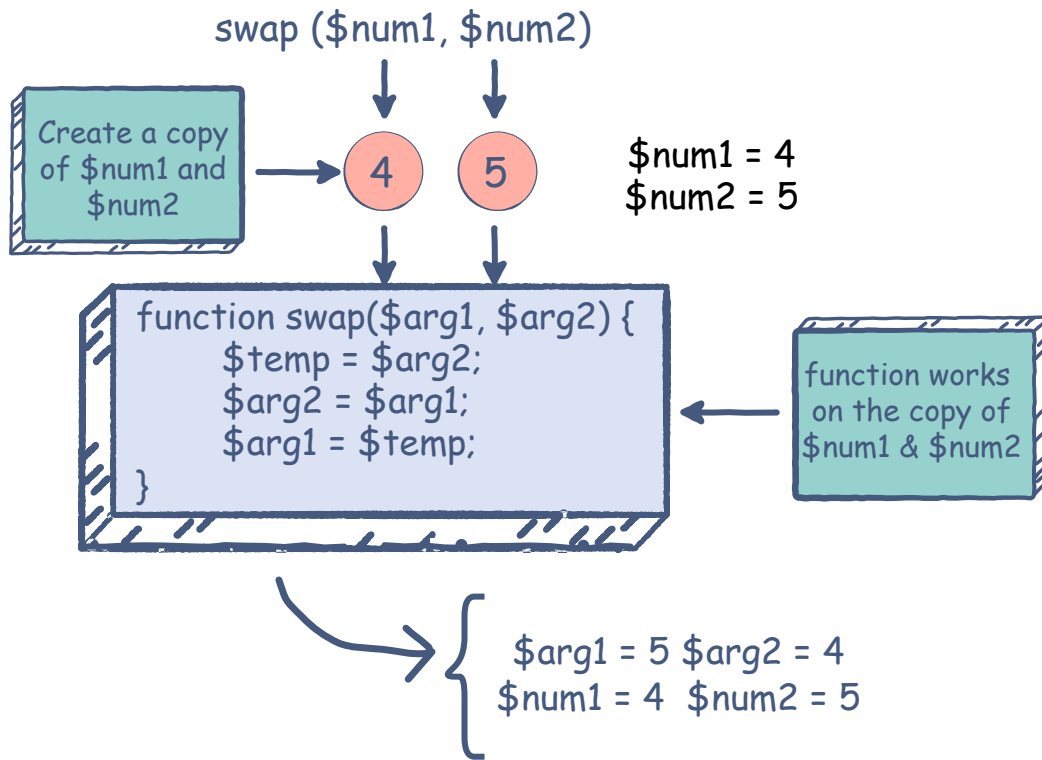 swap ($num1, $num2)
Create a copy
of $num1 and
$num2
4
5
$num1 = 4
$num2 = 5
function swap($arg1, $arg2) {
$temp = $arg2;
$arg2 = $arg1;
$arg1 = $temp;
}
function works
on the copy of
$num1 & $num2
$arg1 = 5 $arg2 = 4
$num1 = 4 $num2 = 5